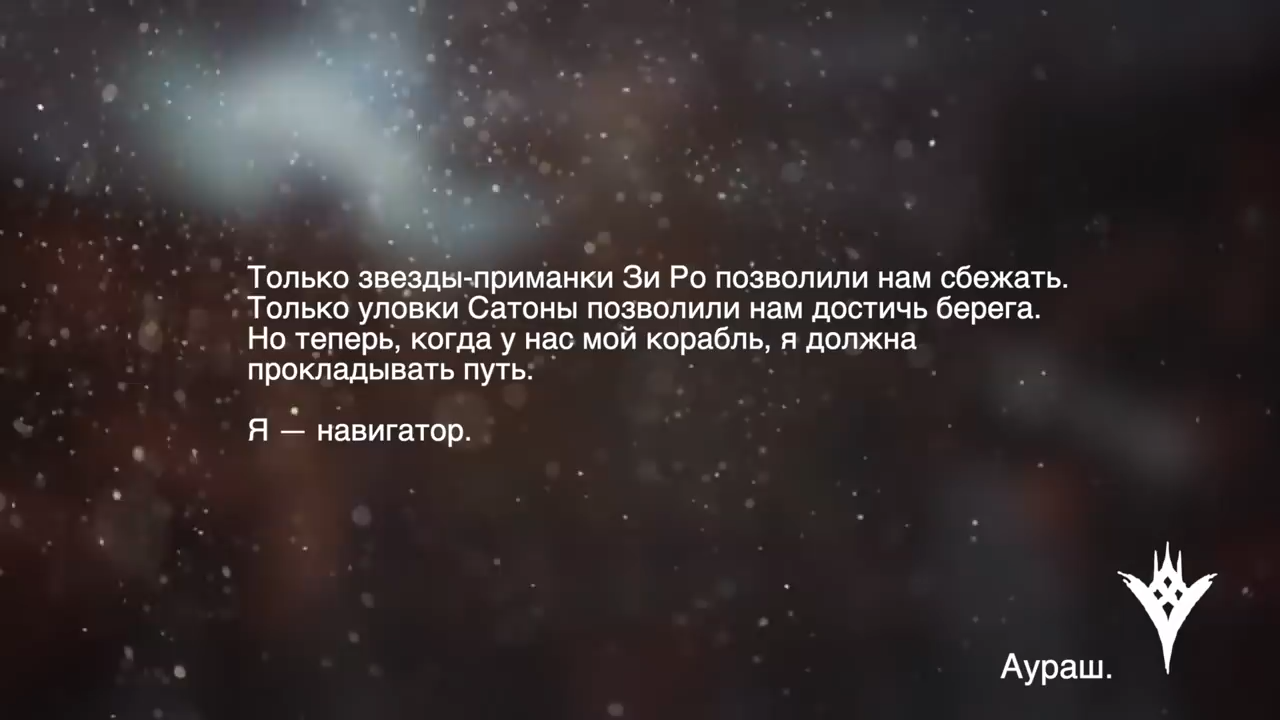 Только звезды-приманки Зи Ро позволили нам сбежать.
Только уловки Сатоны позволили нам достичь берега.
Но теперь, когда у нас мой корабль, я должна
прокладывать путь.
Я — навигатор.
Аураш.